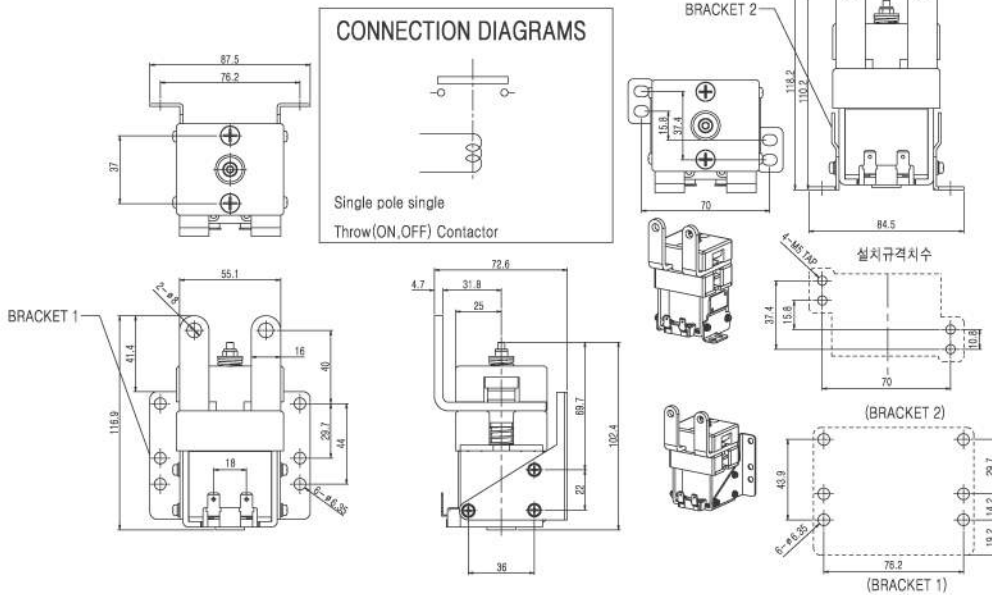 CONNECTION DIAGRAMS
Single pole single
Throw(ON,OFF) Contactor
87.5
76.2
37
BRACKET 2
118.2
110.2
84.5
15.8
37.4
70
BRACKET 1
55.1
2-ø8
16
41.4
116.9
40
29.7
44
18
6-ø6.35
72.6
4.7
31.8
25
69.7
102.4
22
36
설치규격치수
4-M5 TAP
37.4
15.8
10.8
70
(BRACKET 2)
43.9
29.7
14.2
19.2
6-ø6.35
76.2
(BRACKET 1)